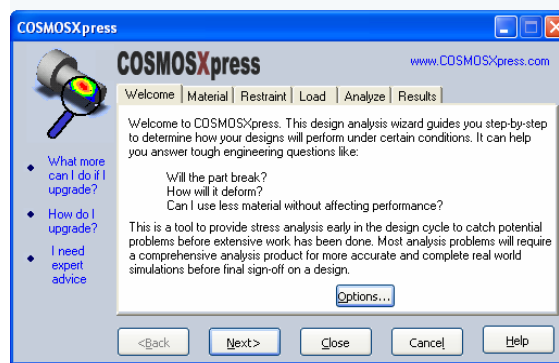 COSMOSXpress
COSMOSXpress
www.COSMOSXpress.com
Welcome Material Restraint Load Analyze Results
What more
can I do if I
upgrade?
How do I
upgrade?
I need
expert
advice
Welcome to COSMOSXpress. This design analysis wizard guides you step-by-step
to determine how your designs will perform under certain conditions. It can help
you answer tough engineering questions like:
Will the part break?
How will it deform?
Can I use less material without affecting performance?
This is a tool to provide stress analysis early in the design cycle to catch potential
problems before extensive work has been done. Most analysis problems will require
a comprehensive analysis product for more accurate and complete real world
simulations before final sign-off on a design.
Options...
<Back Next> Close Cancel Help